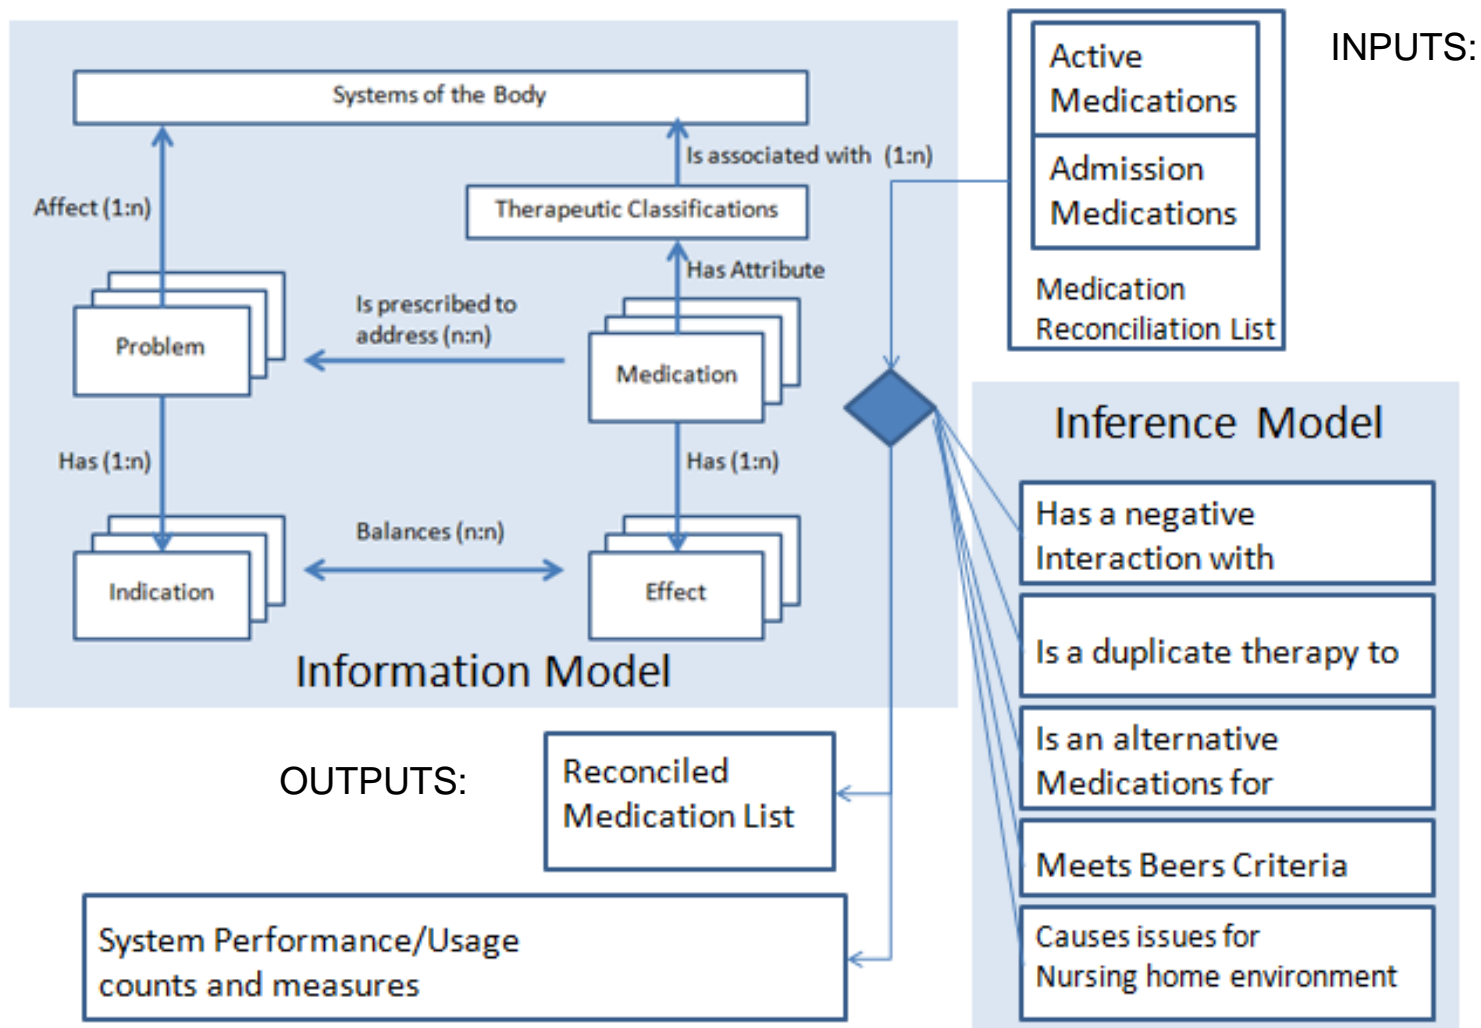 Systems of the Body
Affect (1:n)
Is associated with  (1:n)
Therapeutic Classifications
Has Attribute
Problem
Is prescribed to
address (n:n)
Medication
Has (1:n)
Has (1:n)
Indication
Balances (n:n)
Effect
Information Model
INPUTS:
Active
Medications
Admission
Medications
Medication
Reconciliation List
Inference Model
Has a negative
Interaction with
Is a duplicate therapy to
Is an alternative
Medications for
Meets Beers Criteria
Causes issues for
Nursing home environment
OUTPUTS:
Reconciled
Medication List
System Performance/Usage
counts and measures